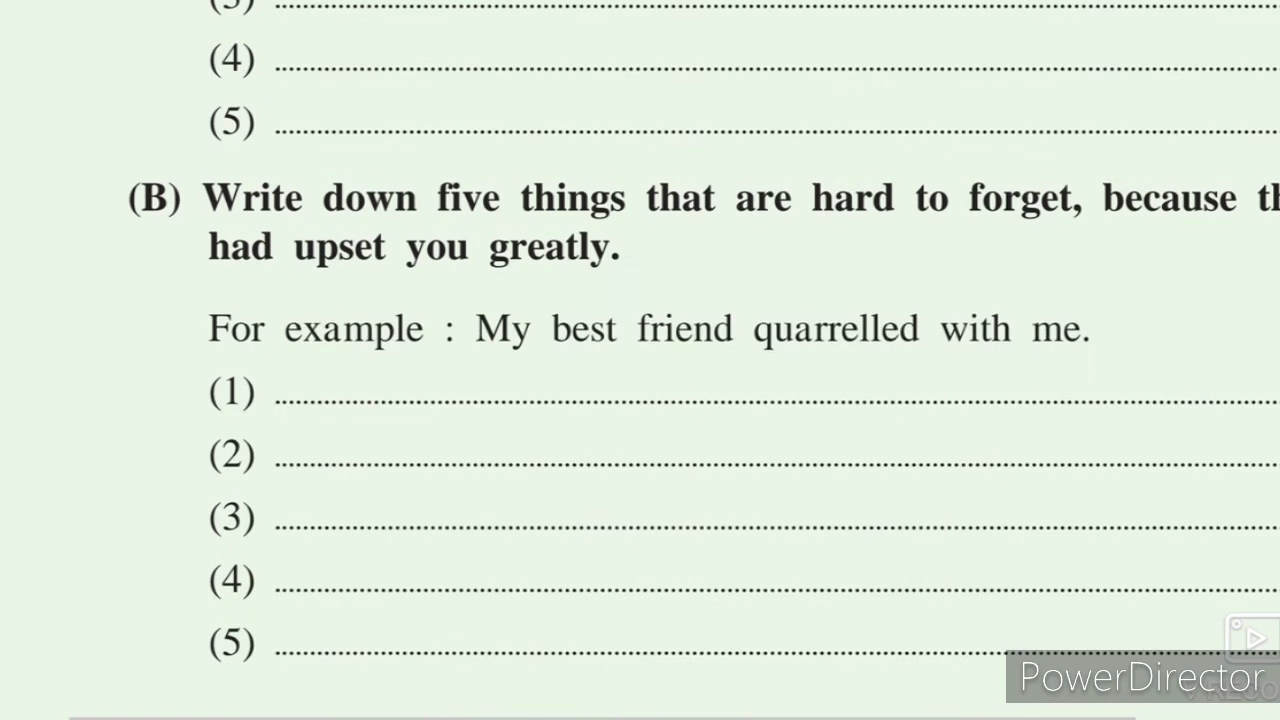 (4) ..........
(5) ..........
(B) Write down five things that are hard to forget, because
had upset you greatly.
For example : My best friend quarrelled with me.
(1) ..........
(2) ..........
(3) ..........
(4) ..........
(5) ..........
PowerDirector